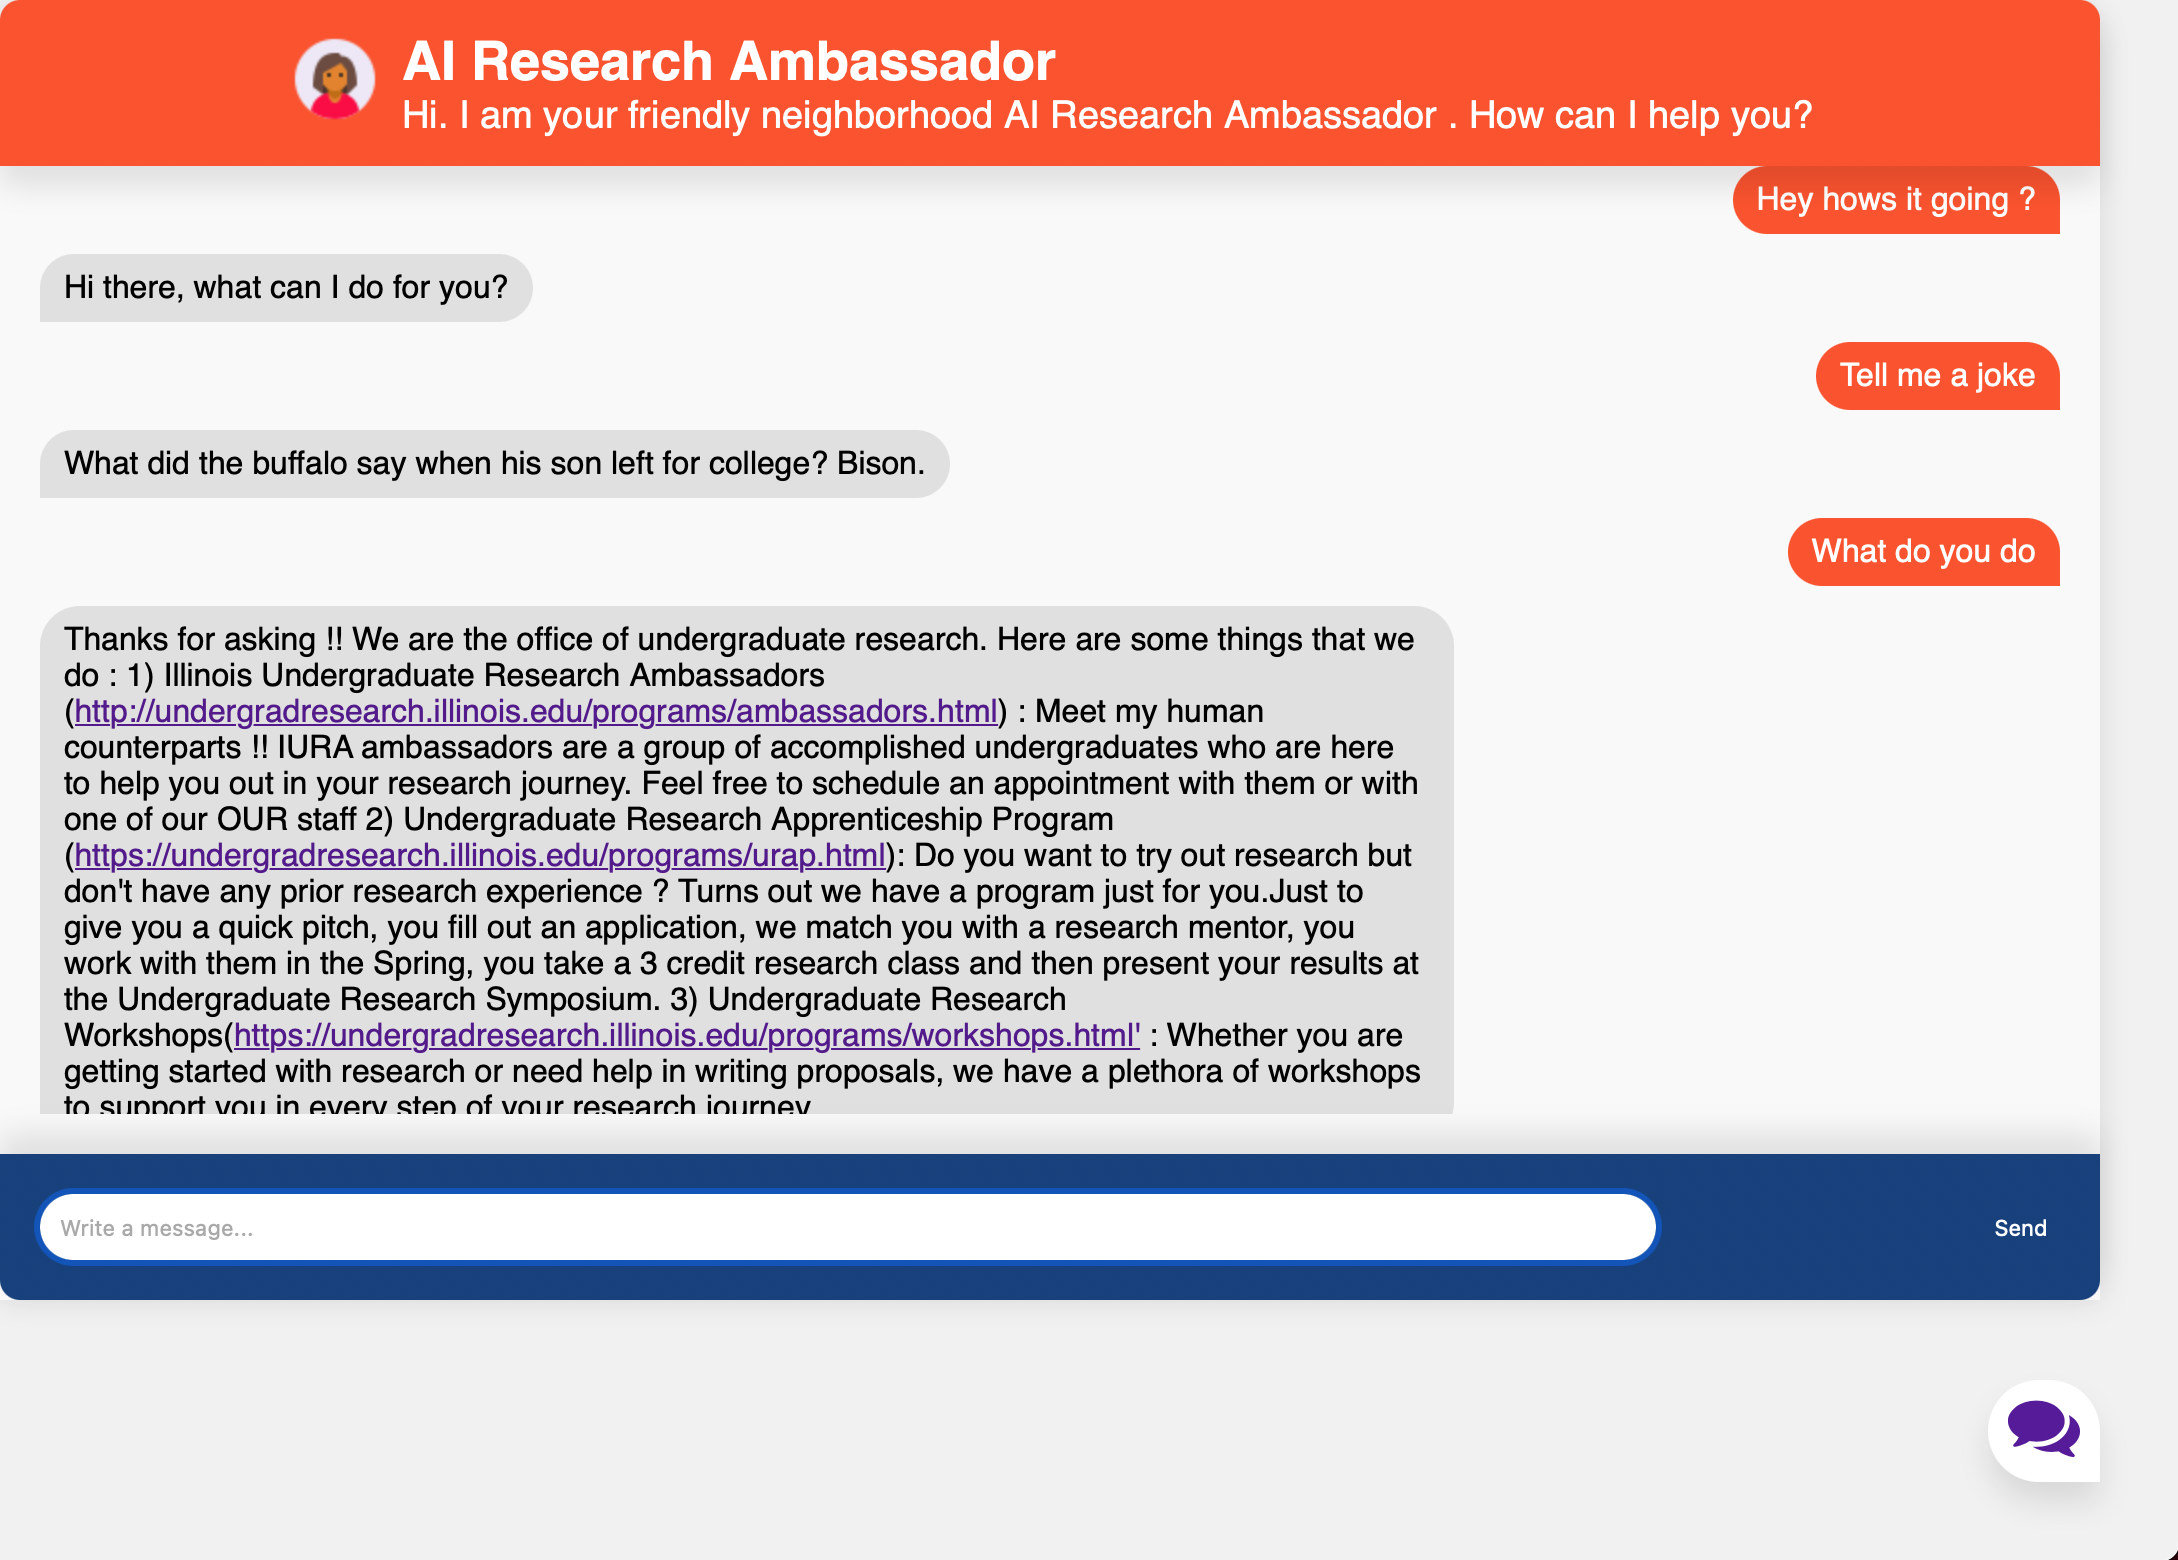 AI Research Ambassador
Hi. I am your friendly neighborhood AI Research Ambassador . How can I help you?
Hey hows it going ?
Hi there, what can I do for you?
Tell me a joke
What did the buffalo say when his son left for college? Bison.
What do you do
Thanks for asking !! We are the office of undergraduate research. Here are some things that we
do : 1) Illinois Undergraduate Research Ambassadors
(http://undergradresearch.illinois.edu/programs/ambassadors.html) : Meet my human
counterparts !! IURA ambassadors are a group of accomplished undergraduates who are here
to help you out in your research journey. Feel free to schedule an appointment with them or with
one of our OUR staff 2) Undergraduate Research Apprenticeship Program
(https://undergradresearch.illinois.edu/programs/urap.html): Do you want to try out research but
don't have any prior research experience ? Turns out we have a program just for you.Just to
give you a quick pitch, you fill out an application, we match you with a research mentor, you
work with them in the Spring, you take a 3 credit research class and then present your results at
the Undergraduate Research Symposium. 3) Undergraduate Research
Workshops(https://undergradresearch.illinois.edu/programs/workshops.html' : Whether you are
getting started with research or need help in writing proposals, we have a plethora of workshops
to support you in every step of your research journey
Write a message...
Send